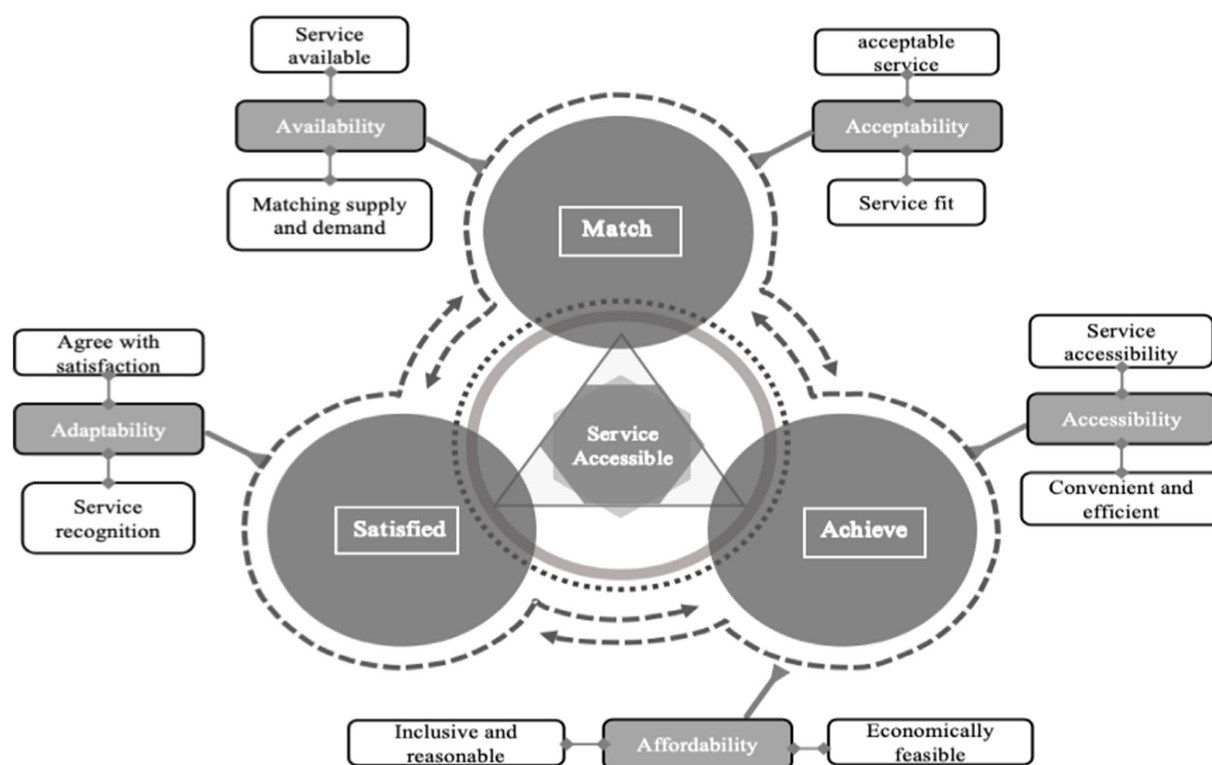 Service
available
Availability
Matching supply
and demand
acceptable
service
Acceptability
Service fit
Match
Agree with
satisfaction
Adaptability
Service
recognition
Service
accessibility
Accessibility
Convenient and
efficient
Service
Accessible
Satisfied
Achieve
Inclusive and
reasonable
Affordability
Economically
feasible